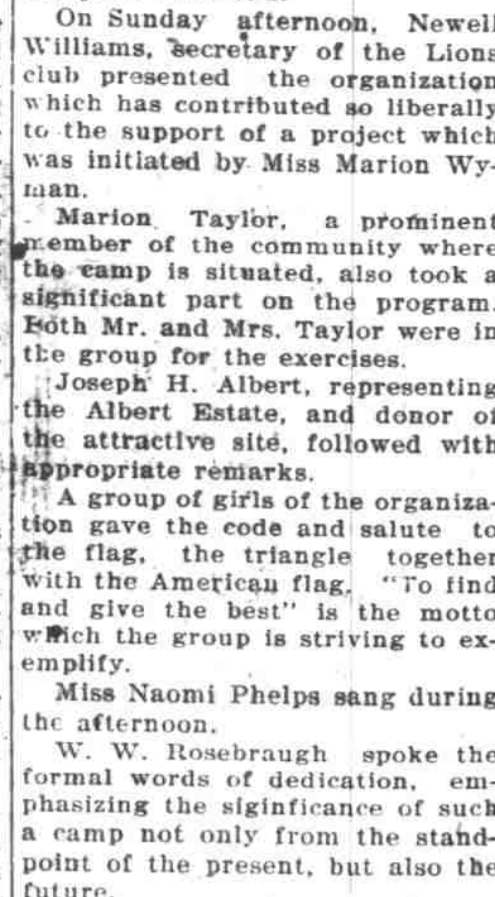 On Sunday afternoon, Newell
Williams, secretary of the Lions
club presented the organization
which has contributed so liberally
to the support of a project which
was initiated by Miss Marion Wy-
man.
Marion Taylor, a prominent
member of the community where
the camp is situated, also took a
significant part on the program.
Both Mr. and Mrs. Taylor were in
the group for the exercises.
Joseph H. Albert, representing
the Albert Estate, and donor of
the attractive site, followed with
appropriate remarks.
A group of girls of the organiza-
tion gave the code and salute to
the flag, the triangle together
with the American flag. "To find
and give the best" is the motto
which the group is striving to ex-
emplify.
Miss Naomi Phelps sang during
the afternoon.
W. W. Rosebraugh spoke the
formal words of dedication, em-
phasizing the siginficance of such
a camp not only from the stand-
point of the present, but also the
future.